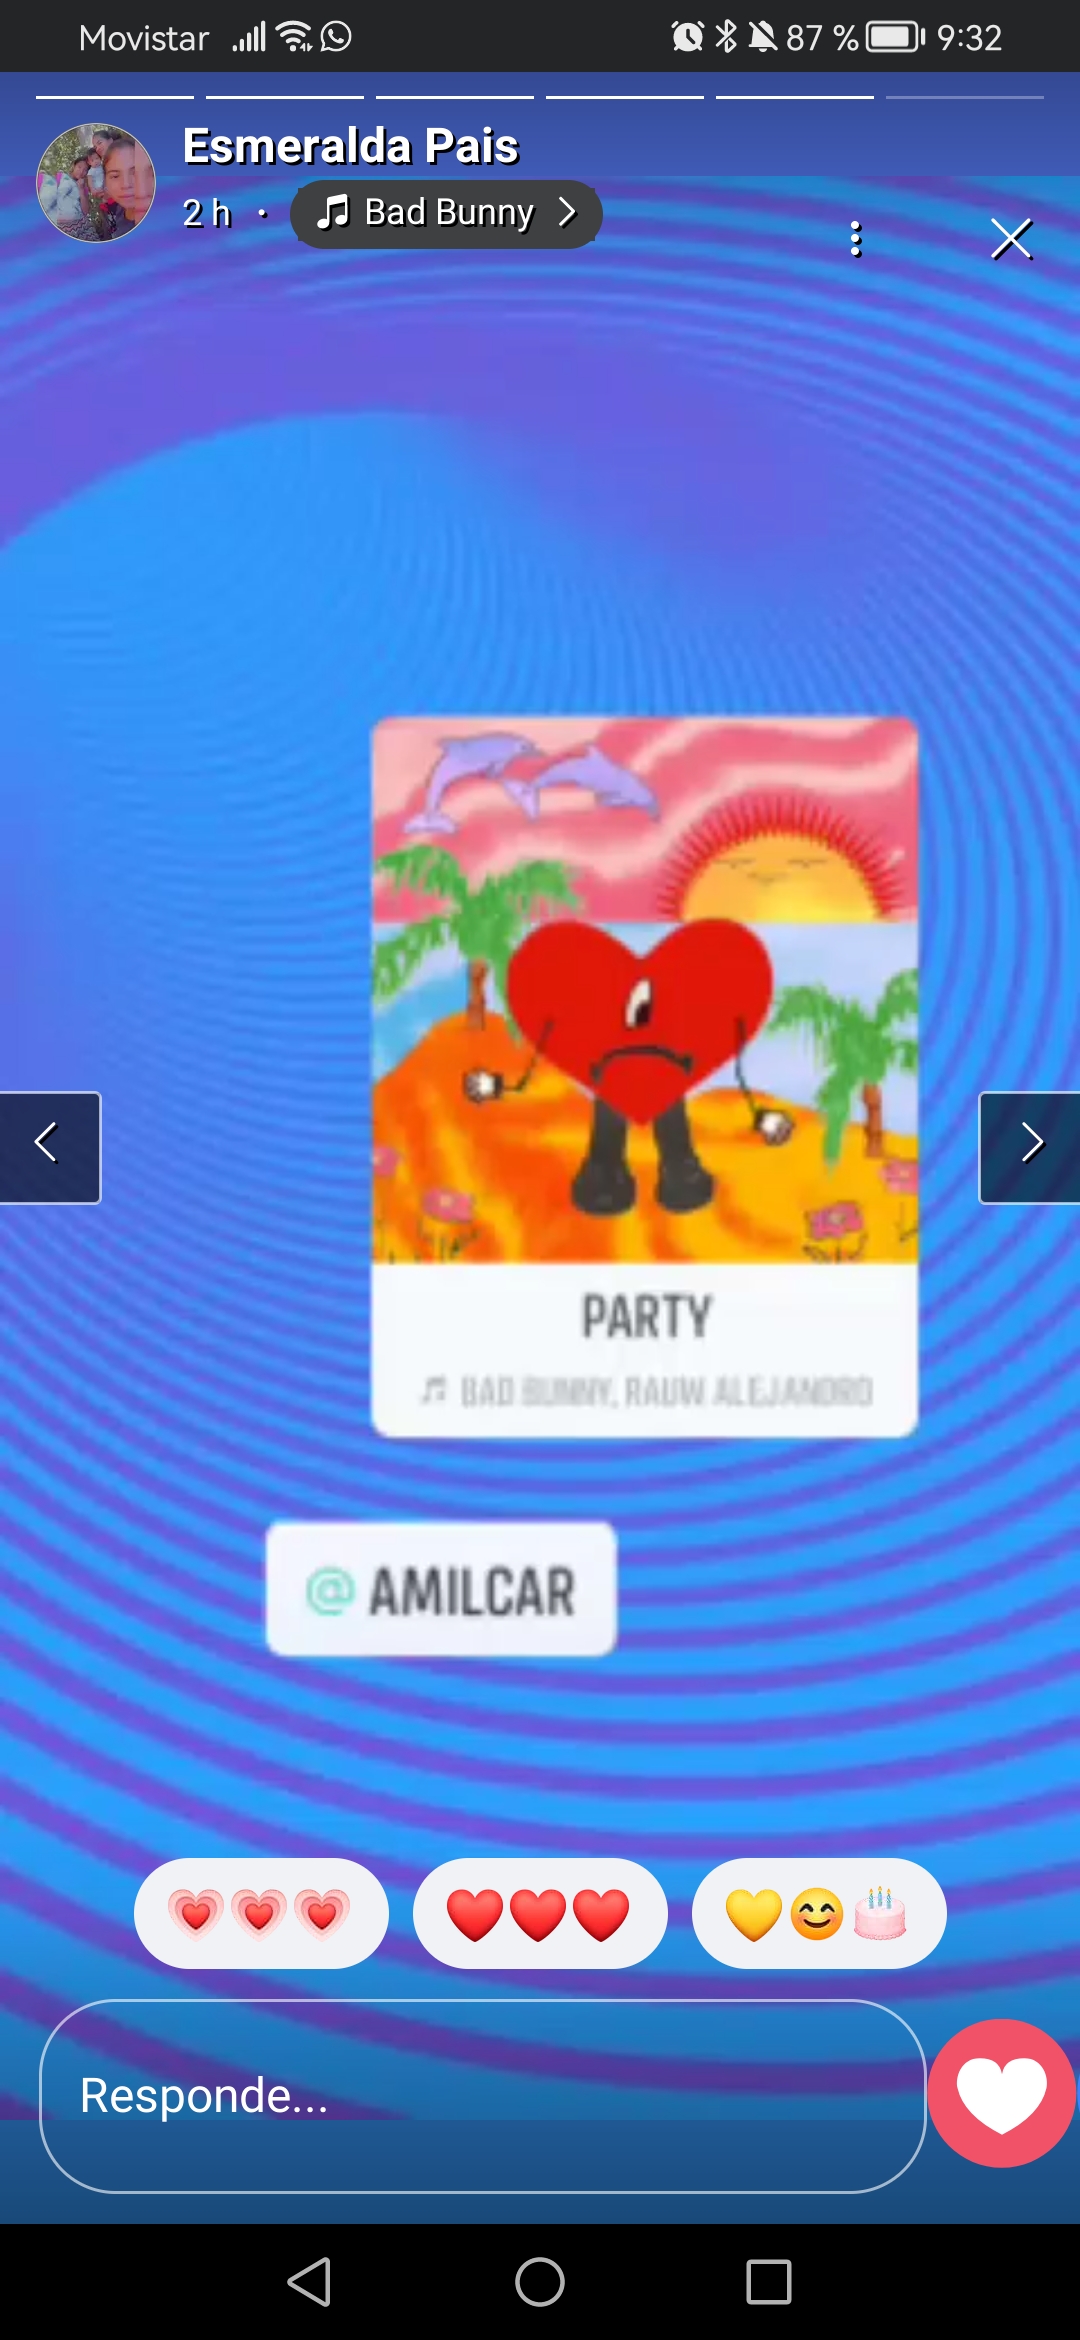 Movistar 87 % 9:32
Esmeralda Pais
2 h · Bad Bunny
PARTY
BAD BUNNY, RAUW ALEJANDRO
@ AMILCAR
Responde...